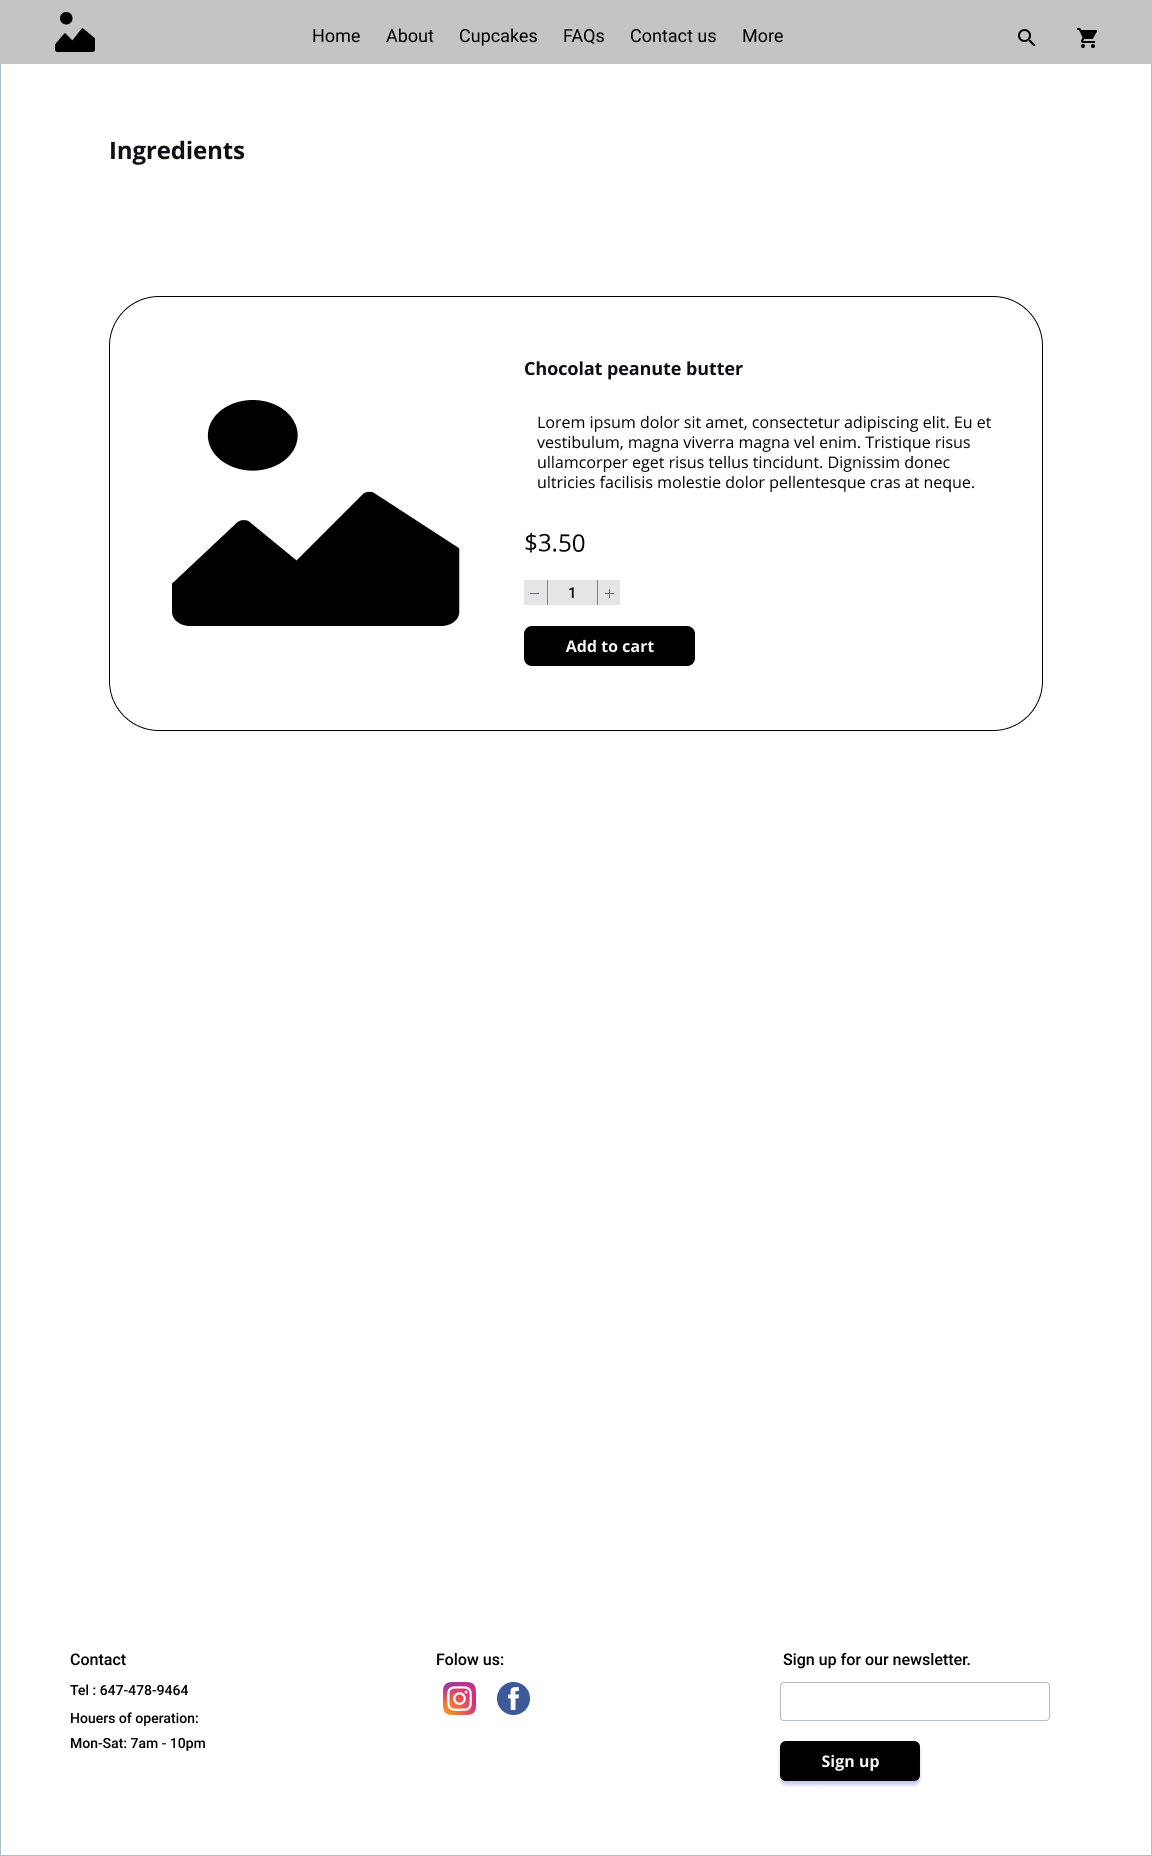 Home About Cupcakes FAQs Contact us More
Ingredients
Chocolat peanute butter
Lorem ipsum dolor sit amet, consectetur adipiscing elit. Eu et
vestibulum, magna viverra magna vel enim. Tristique risus
ullamcorper eget risus tellus tincidunt. Dignissim donec
ultricies facilisis molestie dolor pellentesque cras at neque.
$3.50
− 1 +
Add to cart
Contact
Tel : 647-478-9464
Houers of operation:
Mon-Sat: 7am - 10pm
Folow us:
Sign up for our newsletter.
Sign up